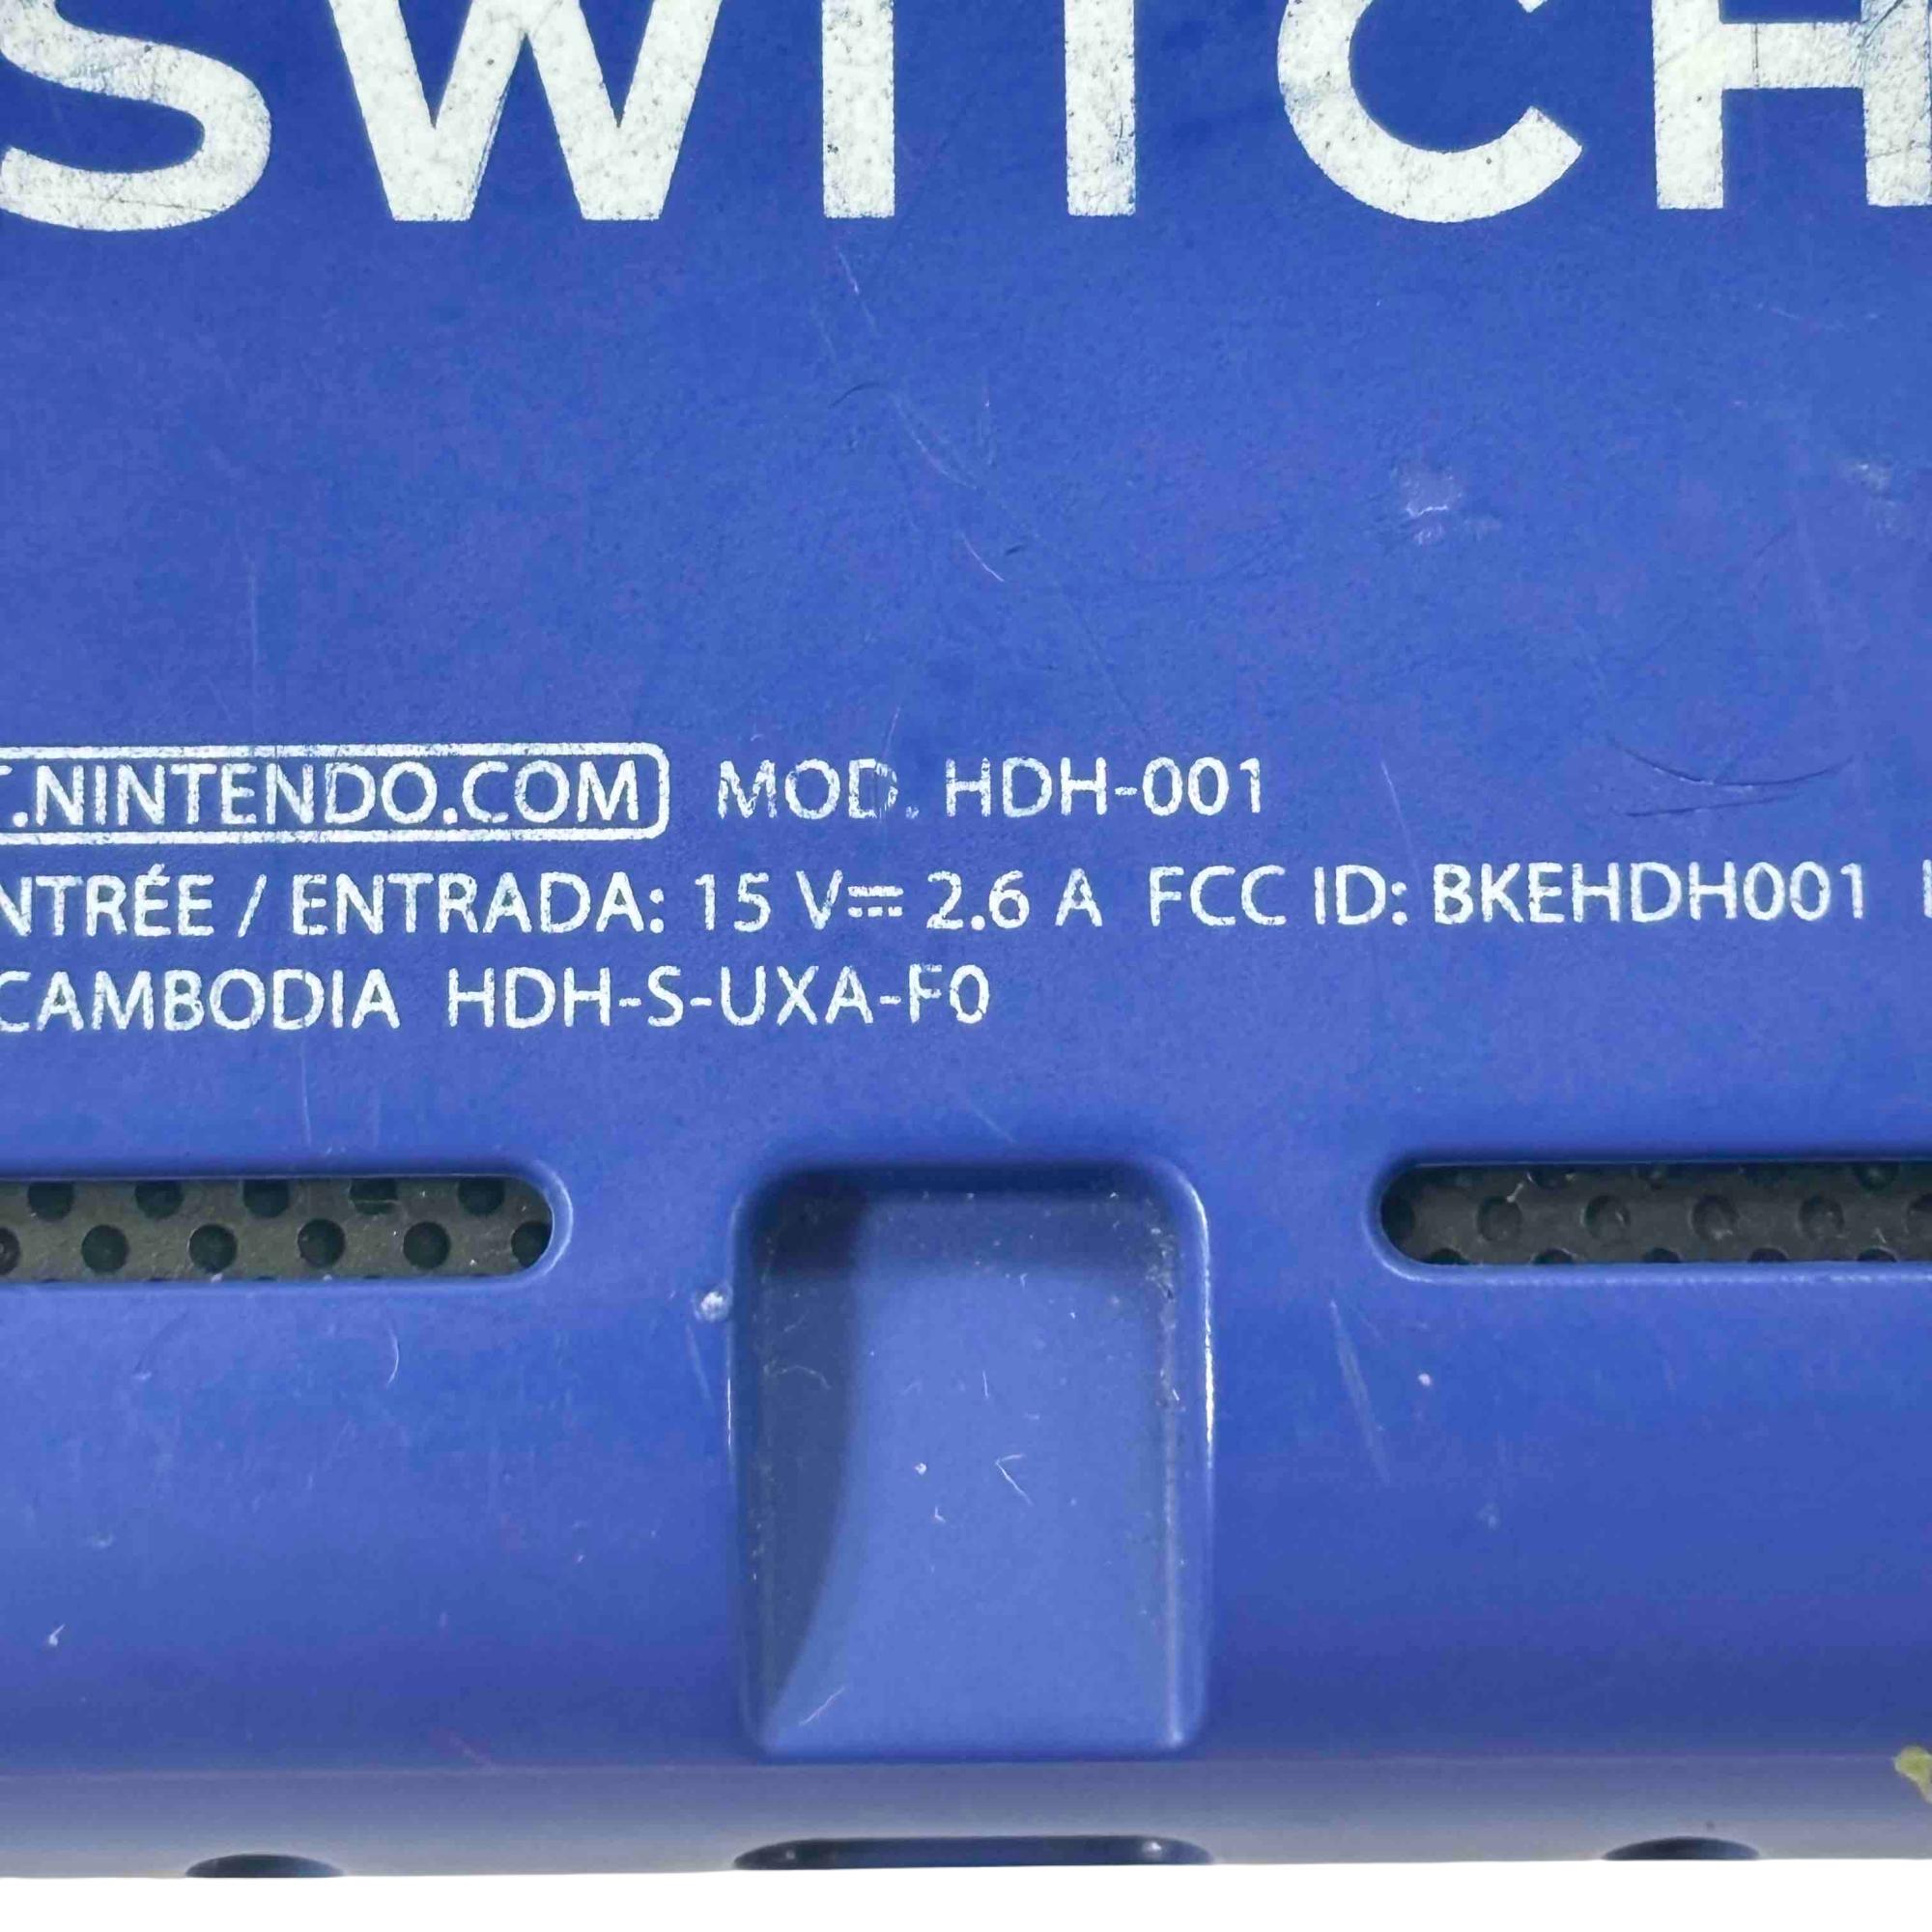 SWITCH
T.NINTENDO.COM MOD. HDH-001
NTRÉE / ENTRADA: 15 V⎓ 2.6 A FCC ID: BKEHDH001
CAMBODIA HDH-S-UXA-F0